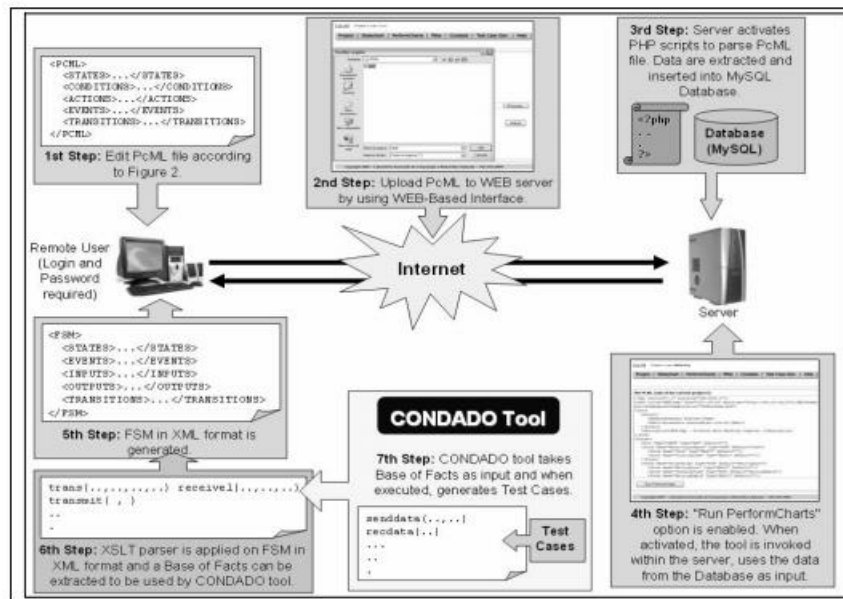 <PCML>
<STATES>...</STATES>
<CONDITIONS>...</CONDITIONS>
<ACTIONS>...</ACTIONS>
<EVENTS>...</EVENTS>
<TRANSITIONS>...</TRANSITIONS>
</PCML>
1st Step: Edit PcML file according
to Figure 2.
2nd Step: Upload PcML to WEB server
by using WEB-Based Interface.
3rd Step: Server activates
PHP scripts to parse PcML
file. Data are extracted and
inserted into MySQL
Database.
<?php
. .
.
?>
Database
(MySQL)
Remote User
(Login and
Password
required)
Internet
Server
<FSM>
<STATES>...</STATES>
<EVENTS>...</EVENTS>
<INPUTS>...</INPUTS>
<OUTPUTS>...</OUTPUTS>
<TRANSITIONS>...</TRANSITIONS>
</FSM>
5th Step: FSM in XML format is
generated.
trans(..,..,..,..) receive(..,..,..)
transmit( , )
..
.
6th Step: XSLT parser is applied on FSM in
XML format and a Base of Facts can be
extracted to be used by CONDADO tool.
CONDADO Tool
7th Step: CONDADO tool takes
Base of Facts as input and when
executed, generates Test Cases.
senddata(..,..)
recdata(..)
...
..
.
Test
Cases
4th Step: "Run PerformCharts"
option is enabled. When
activated, the tool is invoked
within the server, uses the data
from the Database as input.